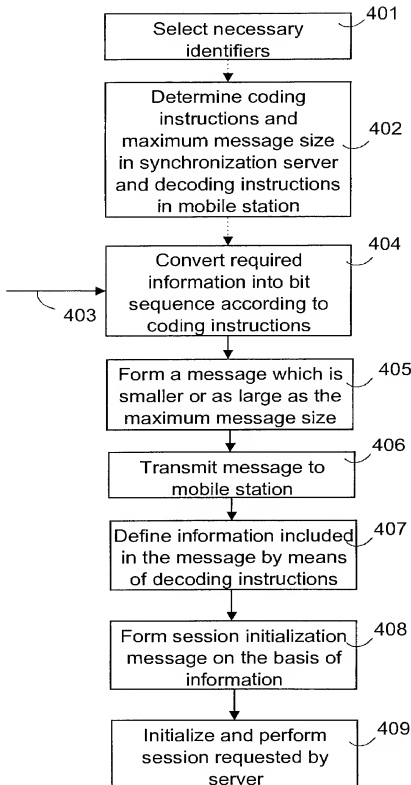 401
Select necessary
identifiers
Determine coding
instructions and
maximum message size
in synchronization server
and decoding instructions
in mobile station
402
404
Convert required
information into bit
sequence according to
coding instructions
403
405
Form a message which is
smaller or as large as the
maximum message size
406
Transmit message to
mobile station
407
Define information included
in the message by means
of decoding instructions
408
Form session initialization
message on the basis of
information
409
Initialize and perform
session requested by
server